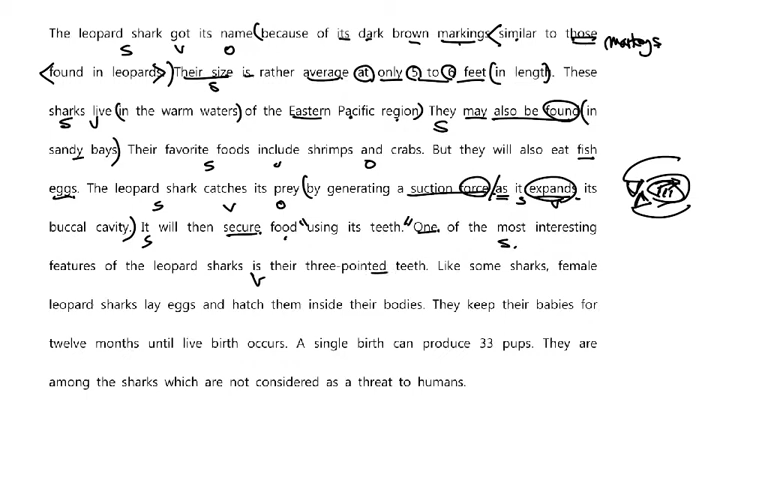 The leopard shark got its name (because of its dark brown markings < similar to those markgs
S V O
<found in leopards>) Their size is rather average (at) only 5 to 6 feet (in length). These
S
sharks live (in the warm waters) of the Eastern Pacific region) They may also be found (in
S V S
sandy bays) Their favorite foods include shrimps and crabs. But they will also eat fish
S V O
eggs. The leopard shark catches its prey (by generating a suction force / as it expands its
S V O S V
buccal cavity.) It will then secure food "using its teeth." One of the most interesting
S S
features of the leopard sharks is their three-pointed teeth. Like some sharks, female
V
leopard sharks lay eggs and hatch them inside their bodies. They keep their babies for
twelve months until live birth occurs. A single birth can produce 33 pups. They are
among the sharks which are not considered as a threat to humans.